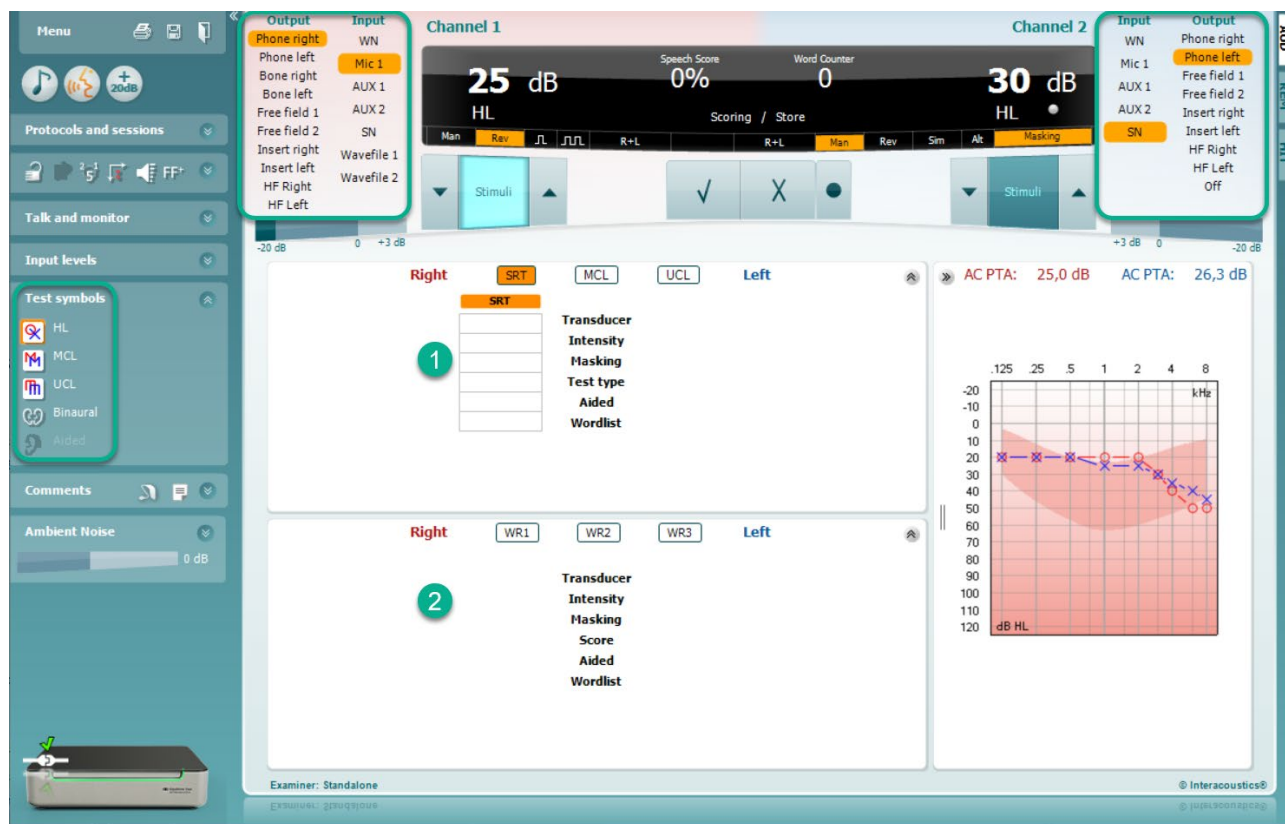 Menu
20dB
Protocols and sessions
FF+
Talk and monitor
Input levels
Test symbols
HL
MCL
UCL
Binaural
Aided
Comments
Ambient Noise
0 dB
Output Input
Phone right WN
Phone left Mic 1
Bone right AUX 1
Bone left AUX 2
Free field 1 SN
Free field 2 Wavefile 1
Insert right Wavefile 2
Insert left
HF Right
HF Left
Channel 1
Channel 2
Speech Score Word Counter
25 dB 0% 0 30 dB
HL Scoring / Store HL
Man Rev R+L R+L Man Rev Sim Alt Masking
Stimuli √ X Stimuli
Input Output
WN Phone right
Mic 1 Phone left
AUX 1 Free field 1
AUX 2 Free field 2
SN Insert right
Insert left
HF Right
HF Left
Off
-20 dB 0 +3 dB
+3 dB 0 -20 dB
AUD
Right SRT MCL UCL Left
SRT
Transducer
Intensity
1 Masking
Test type
Aided
Wordlist
Right WR1 WR2 WR3 Left
Transducer
2 Intensity
Masking
Score
Aided
Wordlist
AC PTA: 25,0 dB AC PTA: 26,3 dB
.125 .25 .5 1 2 4 8
kHz
-20
-10
0
10
20
30
40
50
60
70
80
90
100
110
120
dB HL
Examiner: Standalone
© Interacoustics®